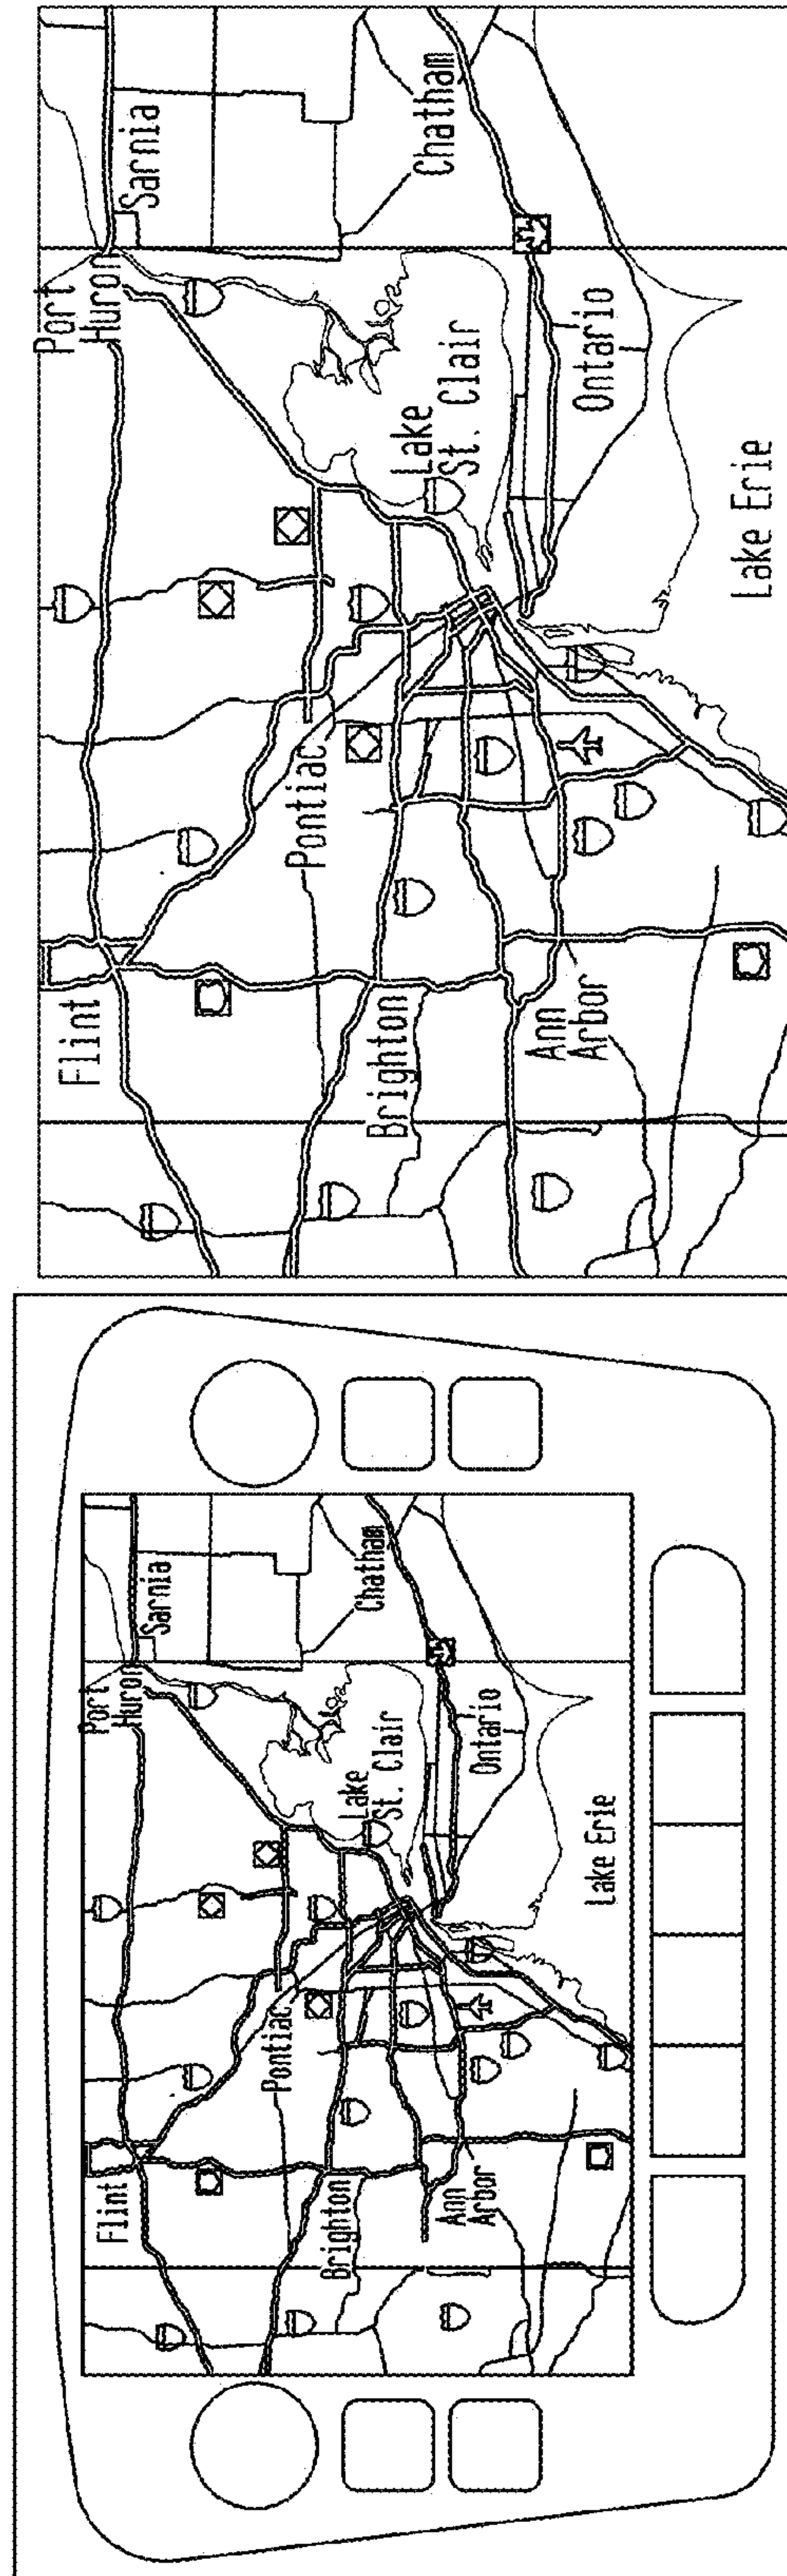 Port
Huron
Sarnia
Flint
Pontiac
Lake
St. Clair
Chatham
Brighton
Ann
Arbor
Ontario
Lake Erie
Port
Huron
Sarnia
Flint
Pontiac
Lake
St. Clair
Chatham
Brighton
Ann
Arbor
Ontario
Lake Erie